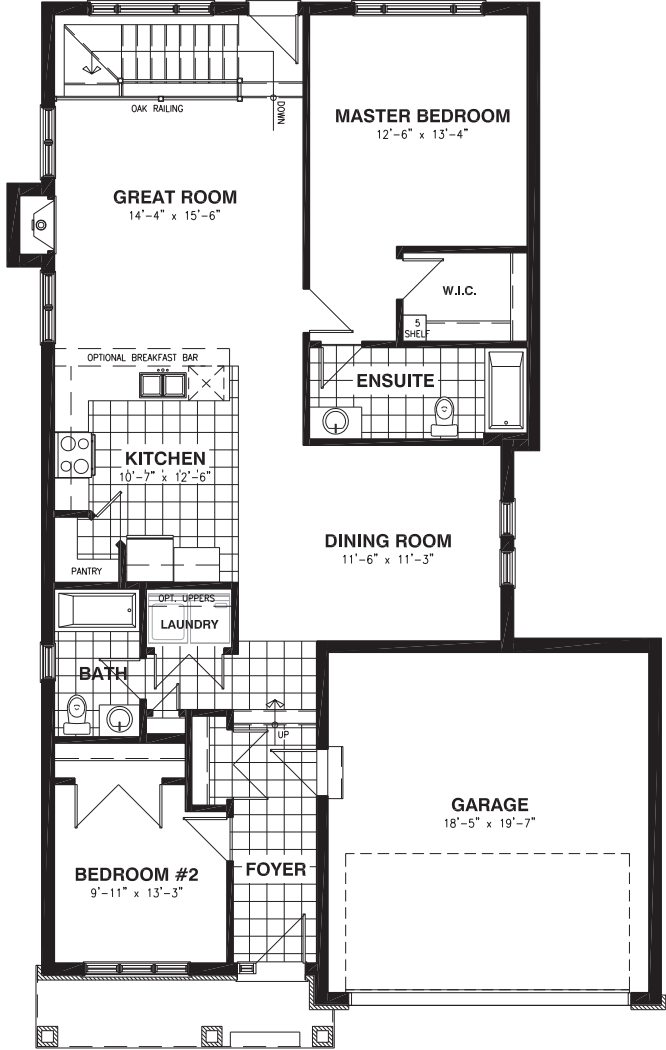 OAK RAILING
DOWN
MASTER BEDROOM
12'-6" x 13'-4"
GREAT ROOM
14'-4" x 15'-6"
W.I.C.
5
SHELF
OPTIONAL BREAKFAST BAR
ENSUITE
KITCHEN
10'-7" x 12'-6"
DINING ROOM
11'-6" x 11'-3"
PANTRY
OPT. UPPERS
LAUNDRY
BATH
UP
GARAGE
18'-5" x 19'-7"
FOYER
BEDROOM #2
9'-11" x 13'-3"